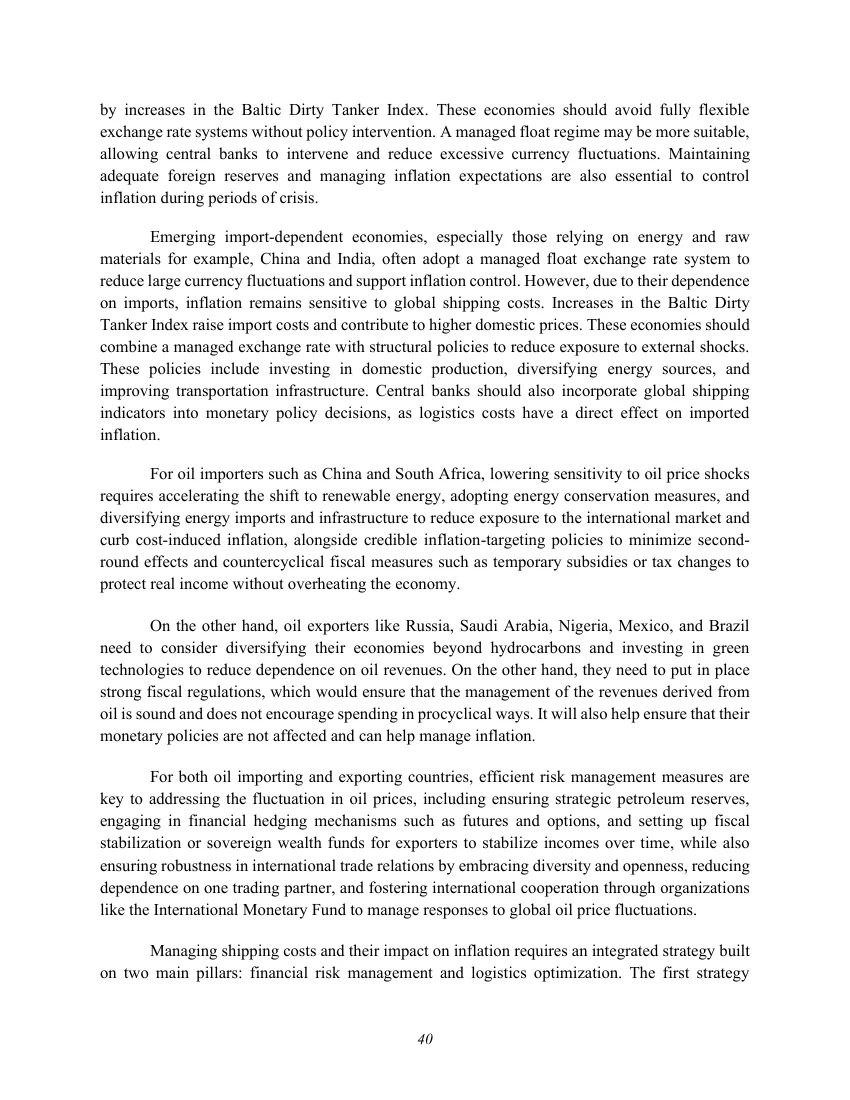 by increases in the Baltic Dirty Tanker Index. These economies should avoid fully flexible
exchange rate systems without policy intervention. A managed float regime may be more suitable,
allowing central banks to intervene and reduce excessive currency fluctuations. Maintaining
adequate foreign reserves and managing inflation expectations are also essential to control
inflation during periods of crisis.
Emerging import-dependent economies, especially those relying on energy and raw
materials for example, China and India, often adopt a managed float exchange rate system to
reduce large currency fluctuations and support inflation control. However, due to their dependence
on imports, inflation remains sensitive to global shipping costs. Increases in the Baltic Dirty
Tanker Index raise import costs and contribute to higher domestic prices. These economies should
combine a managed exchange rate with structural policies to reduce exposure to external shocks.
These policies include investing in domestic production, diversifying energy sources, and
improving transportation infrastructure. Central banks should also incorporate global shipping
indicators into monetary policy decisions, as logistics costs have a direct effect on imported
inflation.
For oil importers such as China and South Africa, lowering sensitivity to oil price shocks
requires accelerating the shift to renewable energy, adopting energy conservation measures, and
diversifying energy imports and infrastructure to reduce exposure to the international market and
curb cost-induced inflation, alongside credible inflation-targeting policies to minimize second-
round effects and countercyclical fiscal measures such as temporary subsidies or tax changes to
protect real income without overheating the economy.
On the other hand, oil exporters like Russia, Saudi Arabia, Nigeria, Mexico, and Brazil
need to consider diversifying their economies beyond hydrocarbons and investing in green
technologies to reduce dependence on oil revenues. On the other hand, they need to put in place
strong fiscal regulations, which would ensure that the management of the revenues derived from
oil is sound and does not encourage spending in procyclical ways. It will also help ensure that their
monetary policies are not affected and can help manage inflation.
For both oil importing and exporting countries, efficient risk management measures are
key to addressing the fluctuation in oil prices, including ensuring strategic petroleum reserves,
engaging in financial hedging mechanisms such as futures and options, and setting up fiscal
stabilization or sovereign wealth funds for exporters to stabilize incomes over time, while also
ensuring robustness in international trade relations by embracing diversity and openness, reducing
dependence on one trading partner, and fostering international cooperation through organizations
like the International Monetary Fund to manage responses to global oil price fluctuations.
Managing shipping costs and their impact on inflation requires an integrated strategy built
on two main pillars: financial risk management and logistics optimization. The first strategy
40